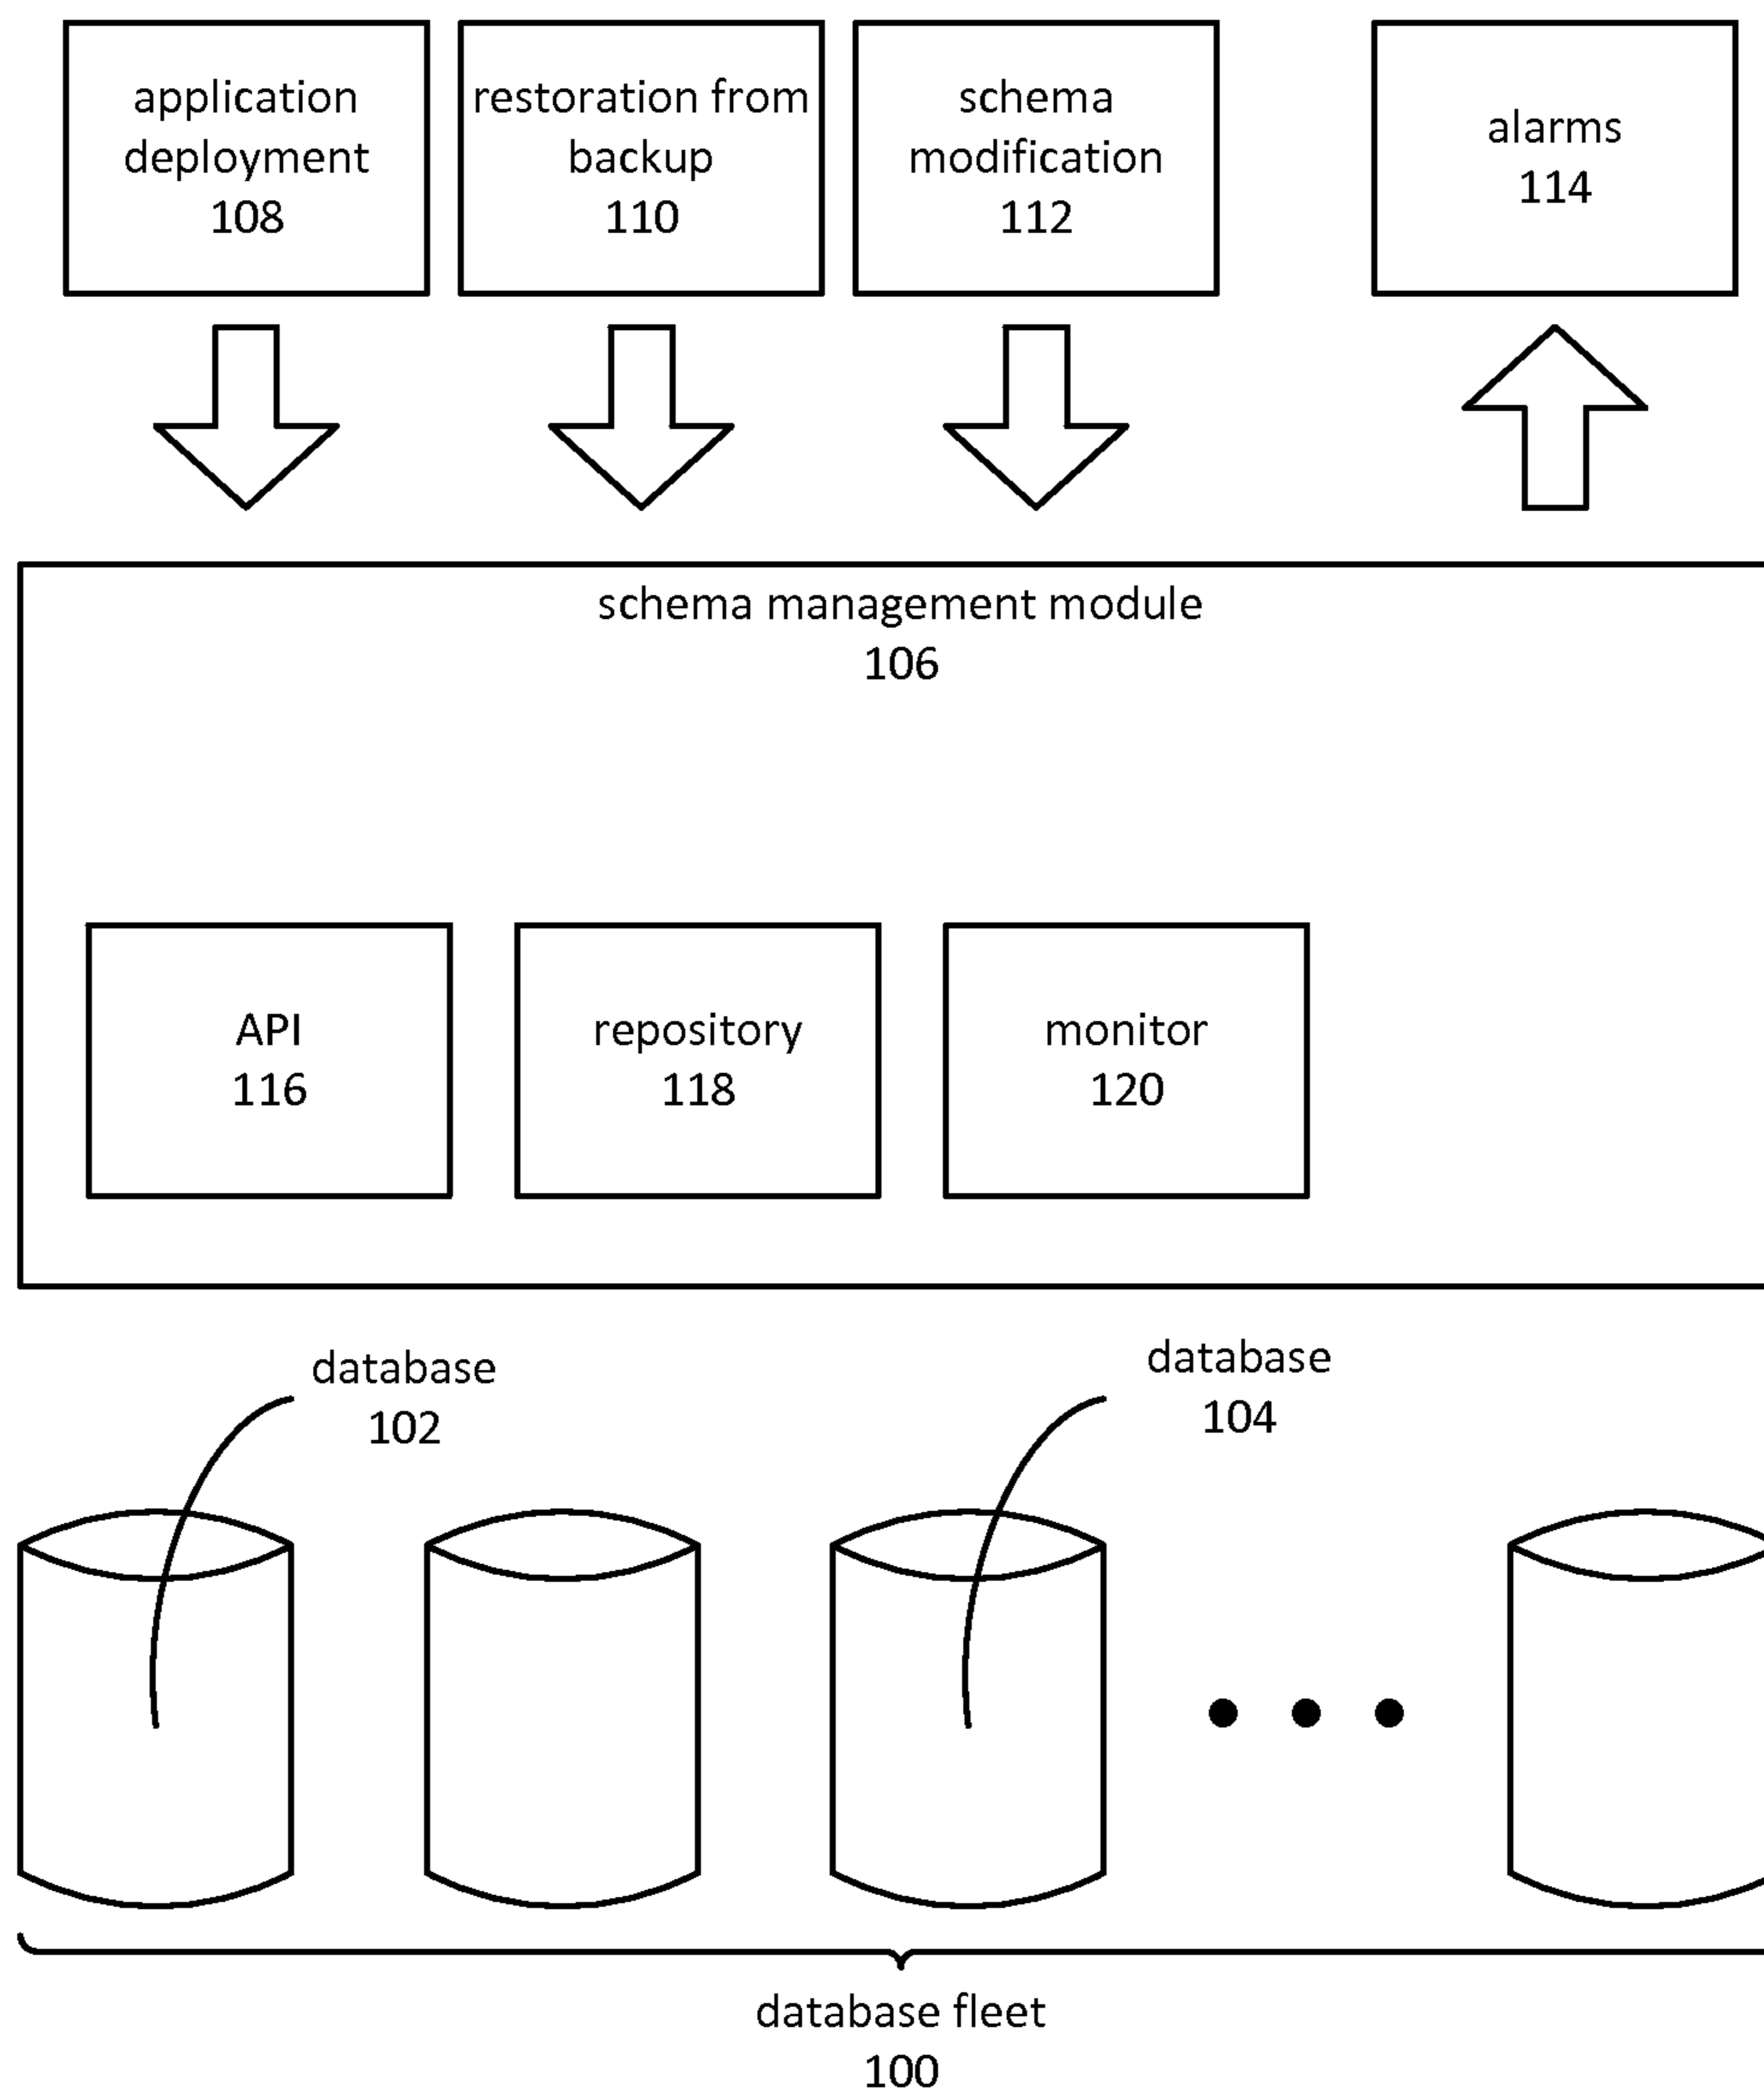 application
deployment
108
restoration from
backup
110
schema
modification
112
alarms
114
schema management module
106
API
116
repository
118
monitor
120
database
102
database
104
database fleet
100